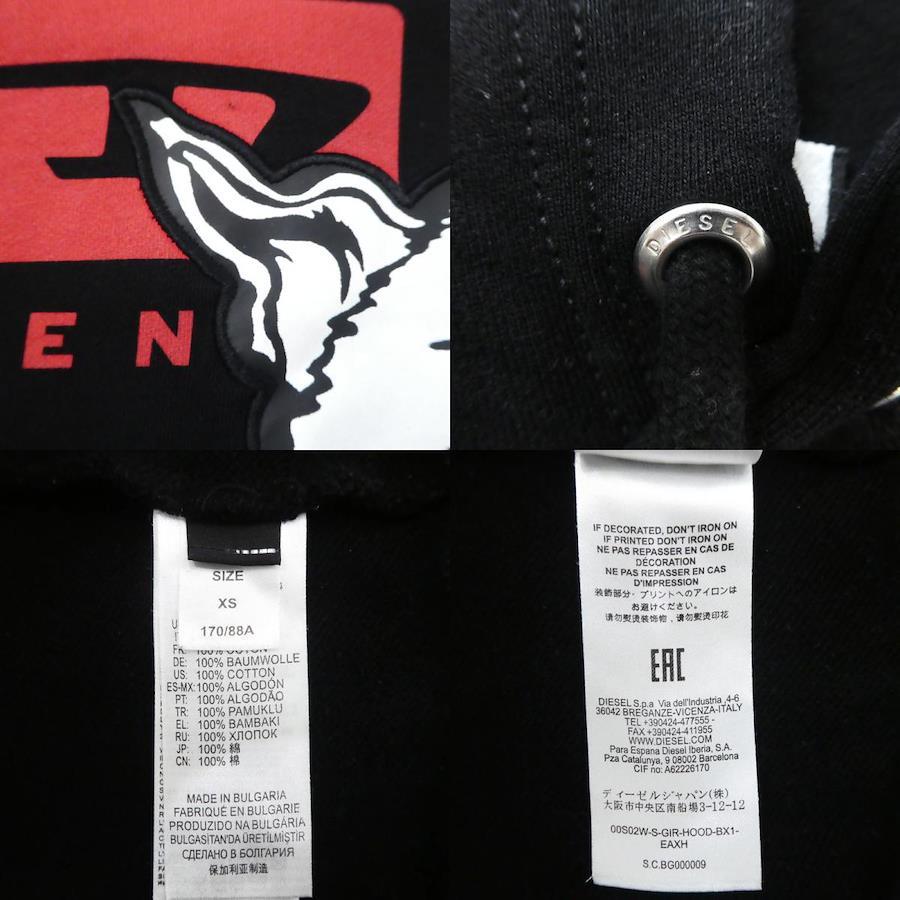 EN
DIESEL
SIZE
XS
170/88A
FR: 100% COTON
DE: 100% BAUMWOLLE
US: 100% COTTON
ES-MX: 100% ALGODÓN
PT: 100% ALGODÃO
TR: 100% PAMUKLU
EL: 100% BAMBAKI
RU: 100% ХЛОПОК
JP: 100% 綿
CN: 100% 棉
MADE IN BULGARIA
FABRIQUÉ EN BULGARIE
PRODUZIDO NA BULGÁRIA
BULGASITAN'DA ÜRETİLMİŞTİR
СДЕЛАНО В БОЛГАРИЯ
保加利亚制造
IF DECORATED, DON'T IRON ON
IF PRINTED DON'T IRON ON
NE PAS REPASSER EN CAS DE
DÉCORATION
NE PAS REPASSER EN CAS
D'IMPRESSION
装飾部分・プリントへのアイロンは
お避けください。
请勿熨烫装饰物，请勿熨烫印花
EAC
DIESEL S.p.a Via dell'Industria, 4-6
36042 BREGANZE-VICENZA-ITALY
TEL +390424-477555 -
FAX +390424-411955
WWW.DIESEL.COM
Para Espana Diesel Iberia, S.A.
Pza Catalunya, 9 08002 Barcelona
CIF no: A62226170
ディーゼルジャパン(株)
大阪市中央区南船場3-12-12
00S02W-S-GIR-HOOD-BX1-
EAXH
S.C.BG000009